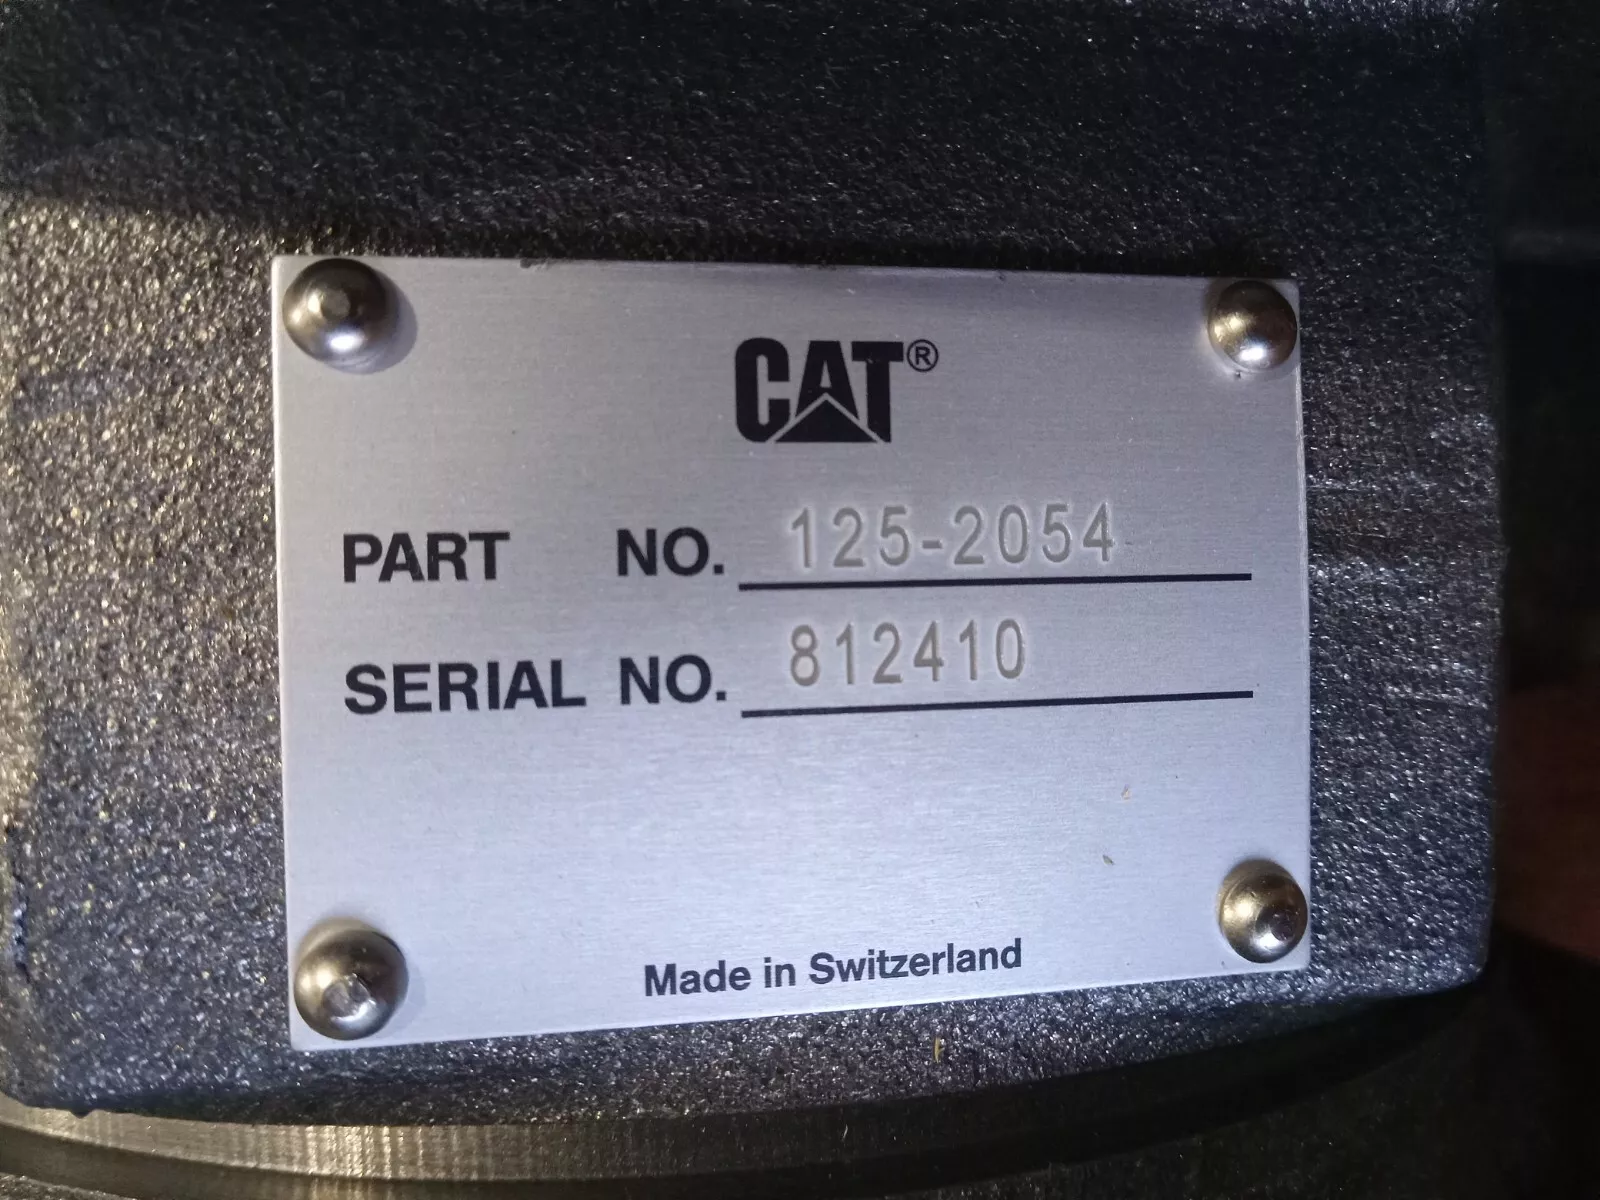 CAT®
PART NO. 125-2054
SERIAL NO. 812410
Made in Switzerland